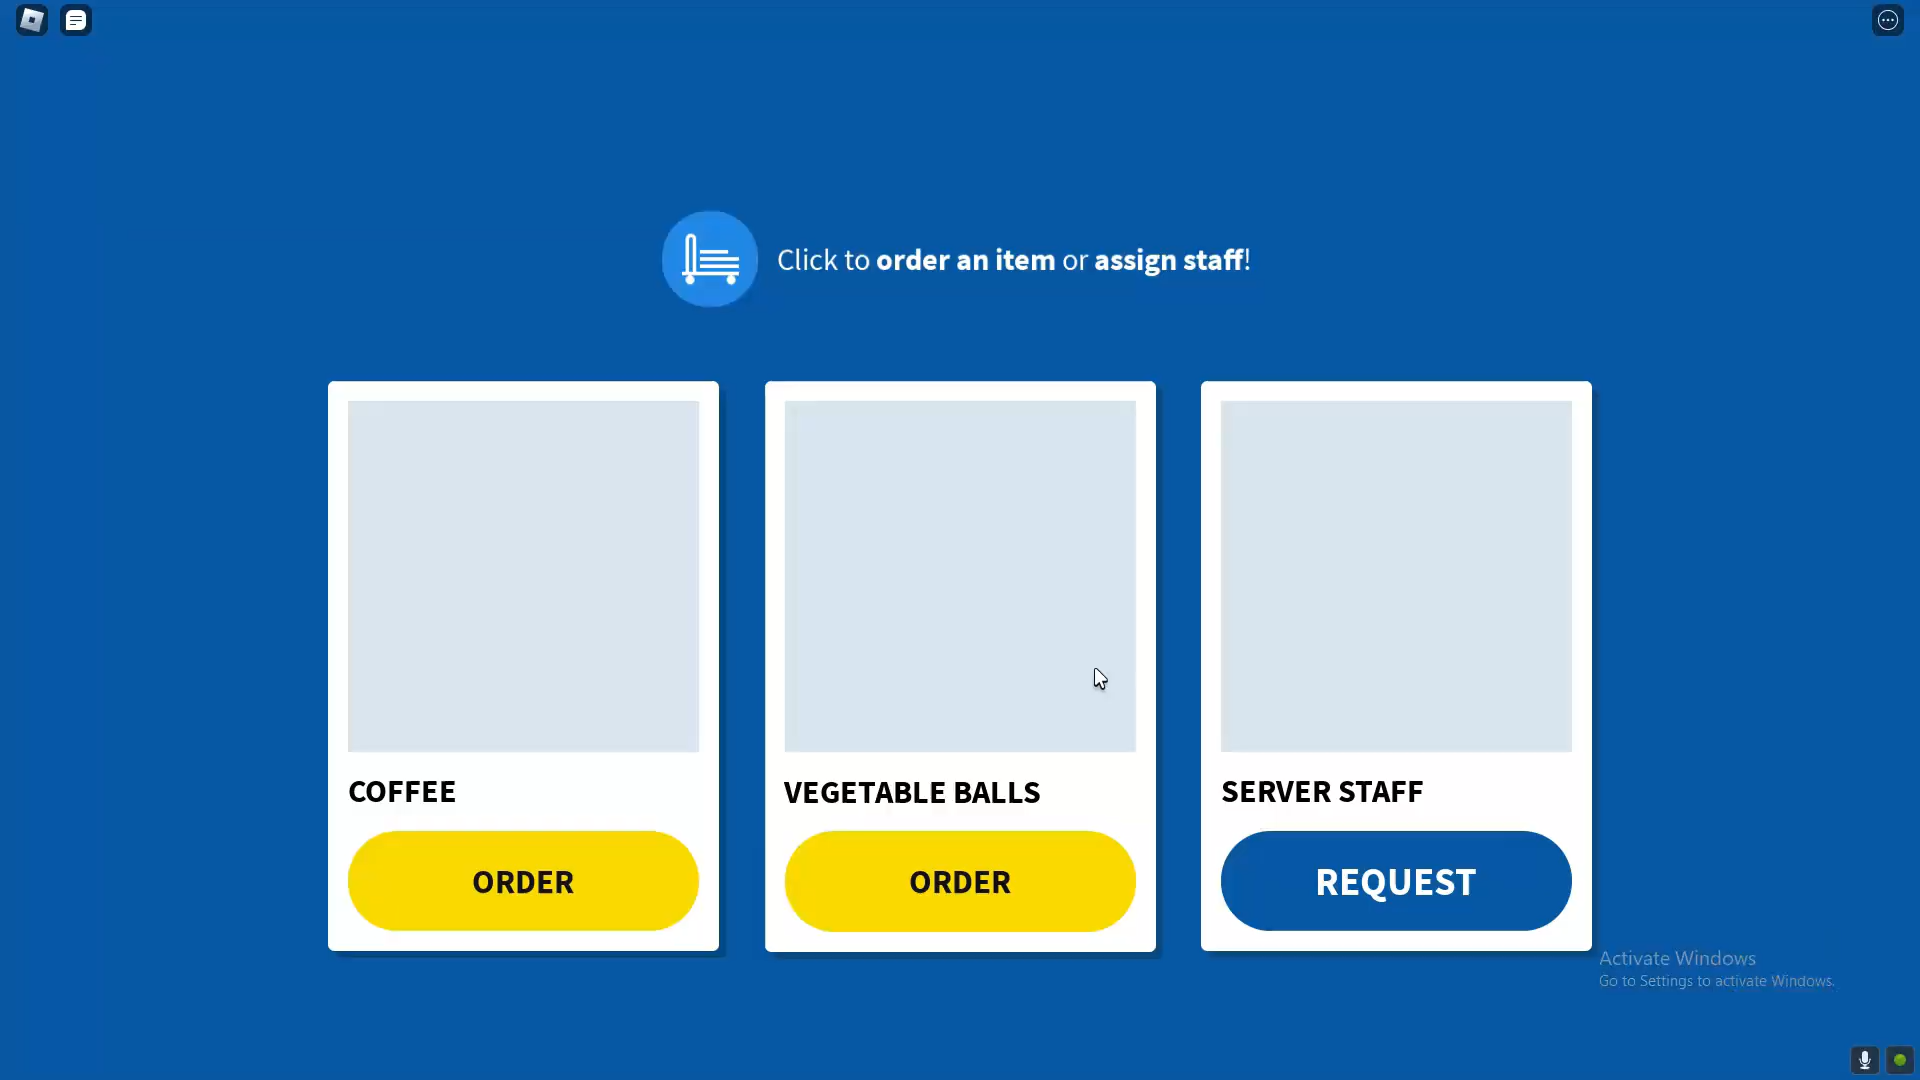 Click to order an item or assign staff!
COFFEE
ORDER
VEGETABLE BALLS
ORDER
SERVER STAFF
REQUEST
Activate Windows
Go to Settings to activate Windows.